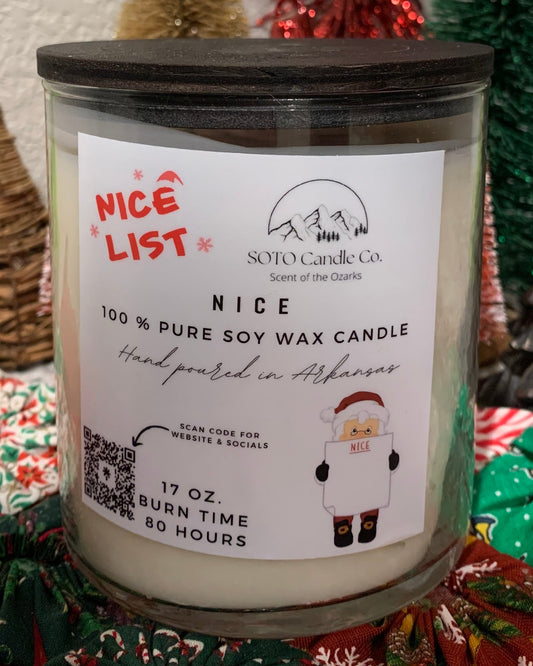 NICE
LIST
SOTO Candle Co.
Scent of the Ozarks
NICE
100 % PURE SOY WAX CANDLE
Hand poured in Arkansas
NICE
SCAN CODE FOR
WEBSITE & SOCIALS
17 OZ.
BURN TIME
80 HOURS